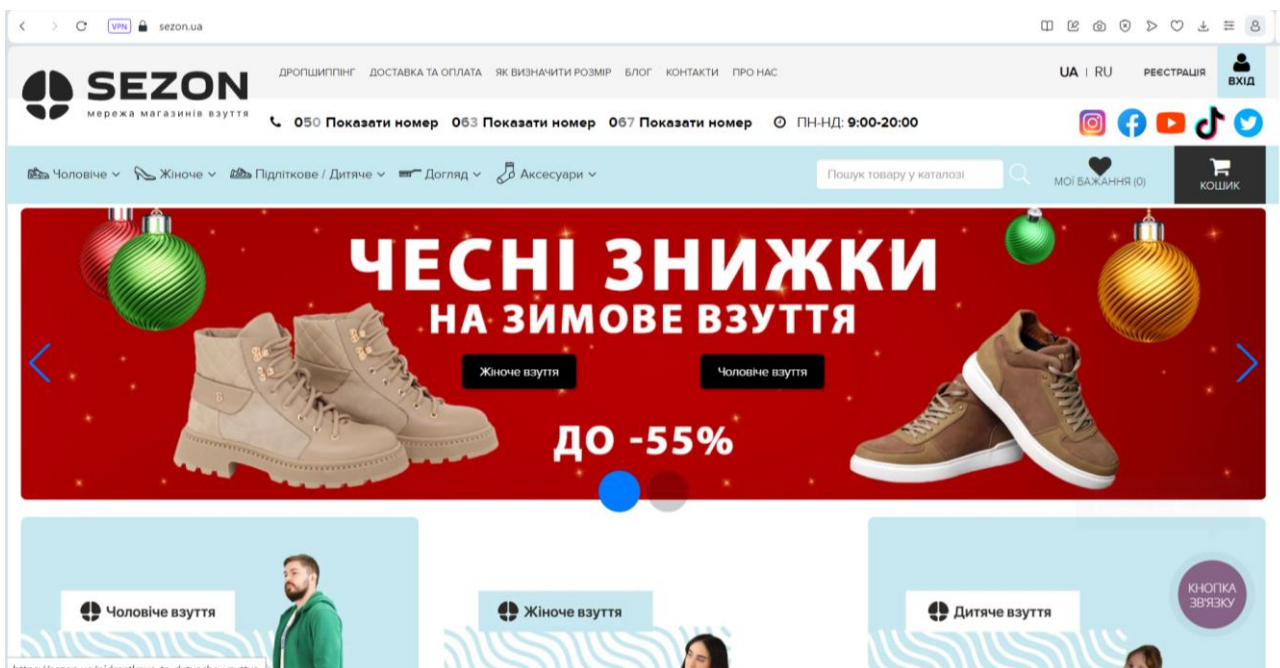 VPN sezon.ua
SEZON
мережа магазинів взуття
ДРОПШИППІНГ ДОСТАВКА ТА ОПЛАТА ЯК ВИЗНАЧИТИ РОЗМІР БЛОГ КОНТАКТИ ПРО НАС
UA | RU РЕЄСТРАЦІЯ ВХІД
050 Показати номер 063 Показати номер 067 Показати номер ПН-НД: 9:00-20:00
Чоловіче Жіноче Підліткове / Дитяче Догляд Аксесуари
Пошук товару у каталозі
МОЇ БАЖАННЯ (0)
КОШИК
ЧЕСНІ ЗНИЖКИ
НА ЗИМОВЕ ВЗУТТЯ
Жіноче взуття Чоловіче взуття
ДО -55%
Чоловіче взуття
Жіноче взуття
Дитяче взуття
КНОПКА
ЗВ'ЯЗКУ